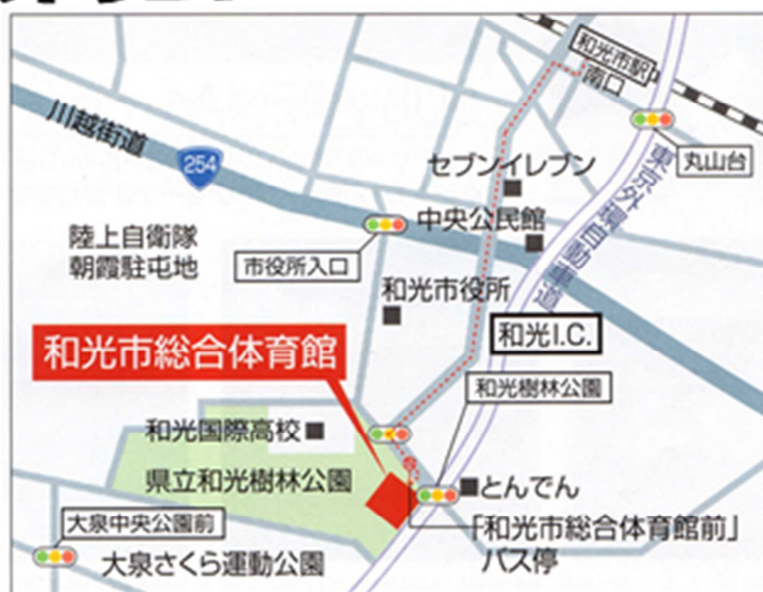 和光市駅
南口
川越街道
254
セブンイレブン
丸山台
東京外環自動車道
陸上自衛隊
朝霞駐屯地
中央公民館
市役所入口
和光市役所
和光I.C.
和光市総合体育館
和光樹林公園
和光国際高校
県立和光樹林公園
とんでん
大泉中央公園前
「和光市総合体育館前」
バス停
大泉さくら運動公園